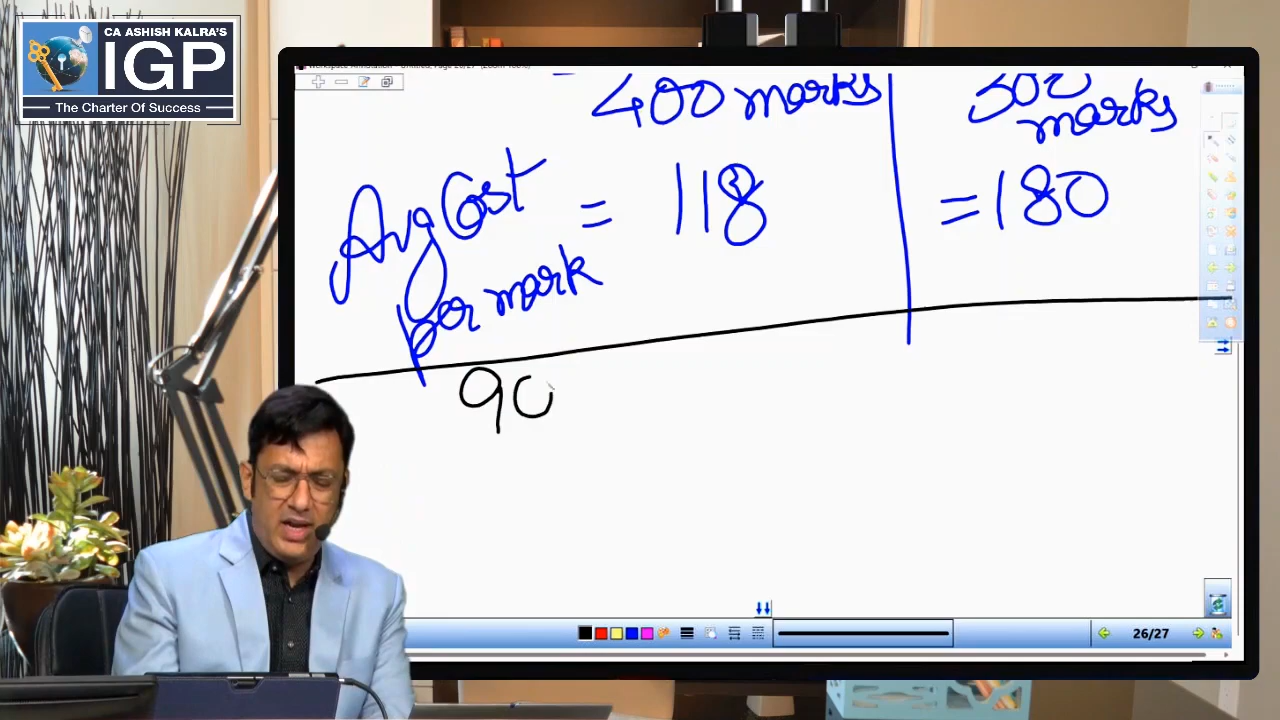 CA ASHISH KALRA'S
IGP
The Charter Of Success
400 marks
300 marks
Avg Cost per mark = 118
= 180
90
26/27